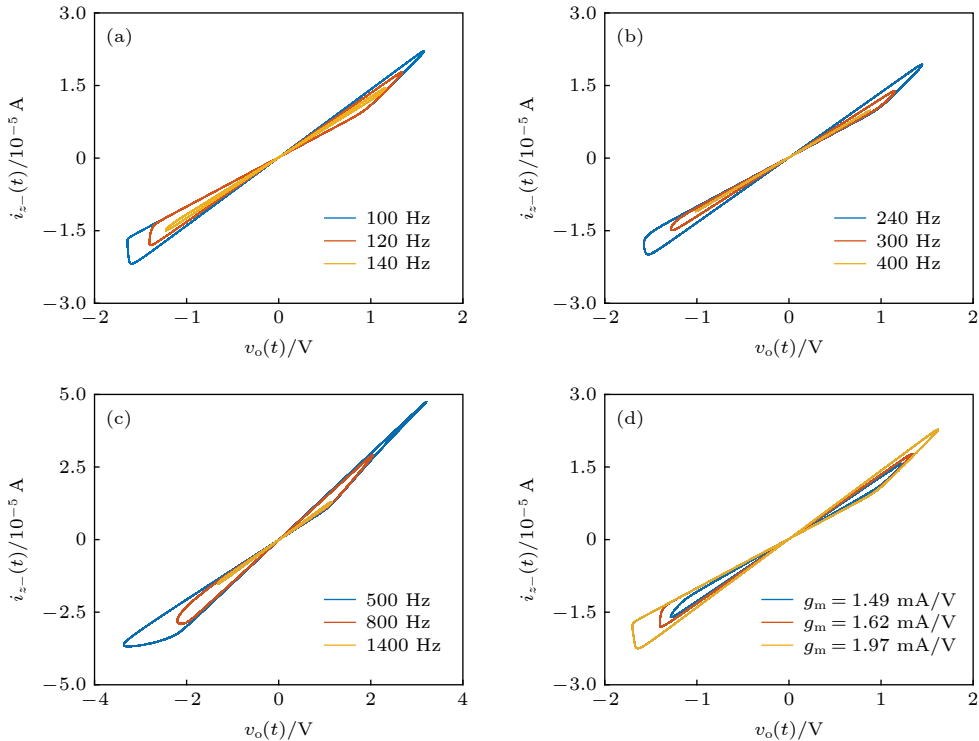 (a)
3.0
1.5
0
−1.5
−3.0
i_{z−}(t)/10^{−5} A
100 Hz
120 Hz
140 Hz
−2 −1 0 1 2
v_o(t)/V
(b)
3.0
1.5
0
−1.5
−3.0
i_{z−}(t)/10^{−5} A
240 Hz
300 Hz
400 Hz
−2 −1 0 1 2
v_o(t)/V
(c)
5.0
2.5
0
−2.5
−5.0
i_{z−}(t)/10^{−5} A
500 Hz
800 Hz
1400 Hz
−4 −2 0 2 4
v_o(t)/V
(d)
3.0
1.5
0
−1.5
−3.0
i_{z−}(t)/10^{−5} A
g_m = 1.49 mA/V
g_m = 1.62 mA/V
g_m = 1.97 mA/V
−2 −1 0 1 2
v_o(t)/V